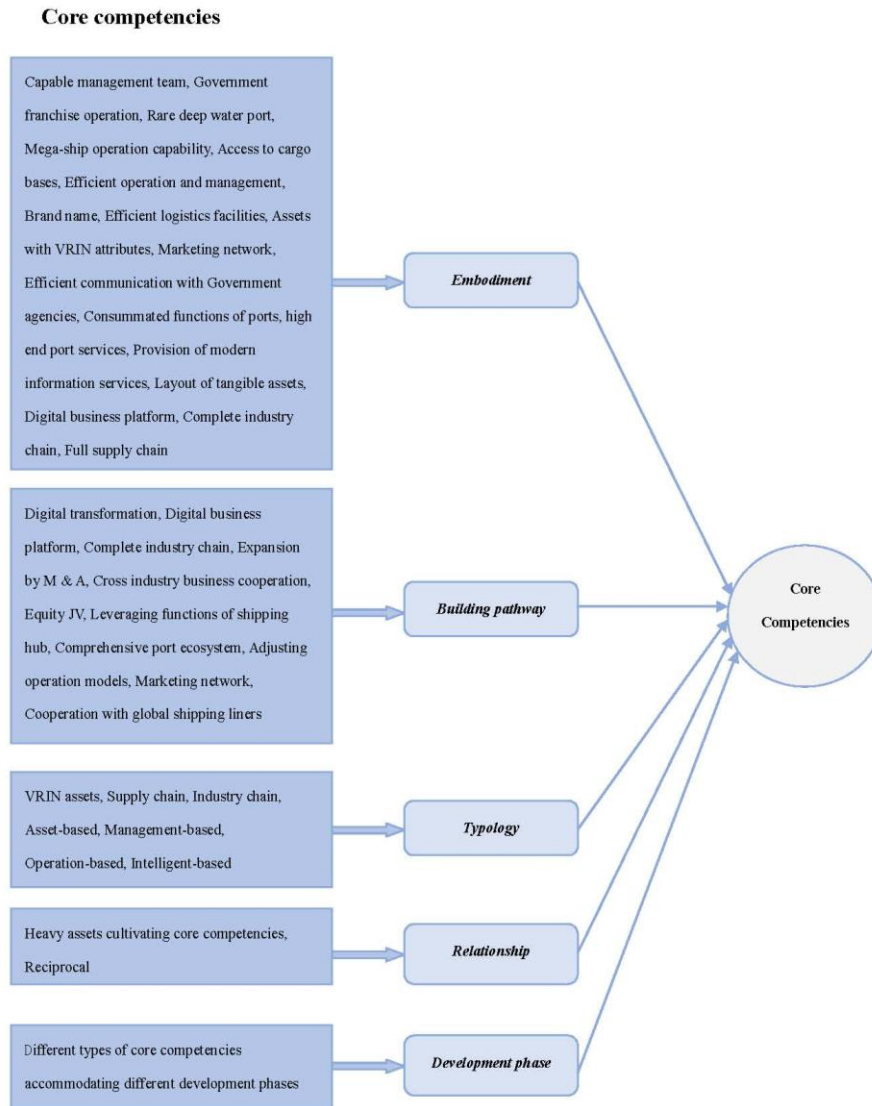 Core competencies
Capable management team, Government
franchise operation, Rare deep water port,
Mega-ship operation capability, Access to cargo
bases, Efficient operation and management,
Brand name, Efficient logistics facilities, Assets
with VRIN attributes, Marketing network,
Efficient communication with Government
agencies, Consummated functions of ports, high
end port services, Provision of modern
information services, Layout of tangible assets,
Digital business platform, Complete industry
chain, Full supply chain
Embodiment
Digital transformation, Digital business
platform, Complete industry chain, Expansion
by M & A, Cross industry business cooperation,
Equity JV, Leveraging functions of shipping
hub, Comprehensive port ecosystem, Adjusting
operation models, Marketing network,
Cooperation with global shipping liners
Building pathway
Core
Competencies
VRIN assets, Supply chain, Industry chain,
Asset-based, Management-based,
Operation-based, Intelligent-based
Typology
Heavy assets cultivating core competencies,
Reciprocal
Relationship
Different types of core competencies
accommodating different development phases
Development phase